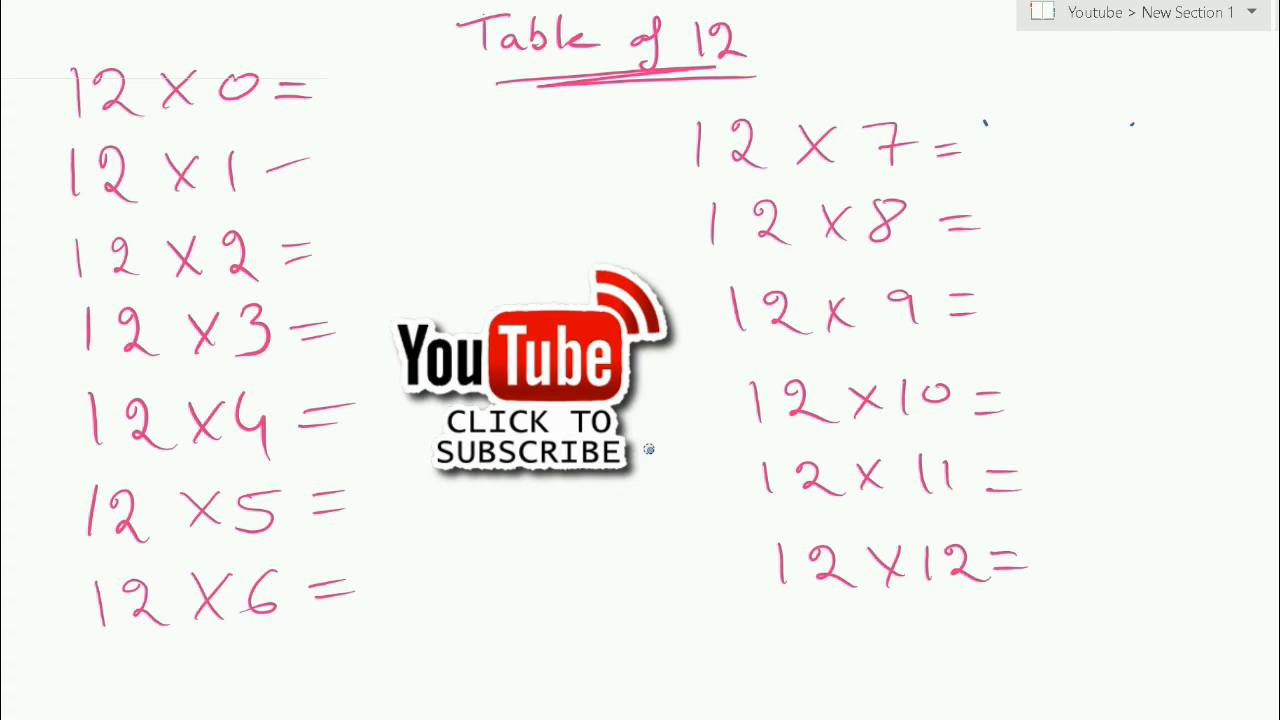 Youtube > New Section 1
Table of 12
12 x 0 =
12 x 1 -
12 x 2 =
12 x 3 =
12 x 4 =
12 x 5 =
12 x 6 =
YouTube
CLICK TO
SUBSCRIBE
12 x 7 =
12 x 8 =
12 x 9 =
12 x 10 =
12 x 11 =
12 x 12 =